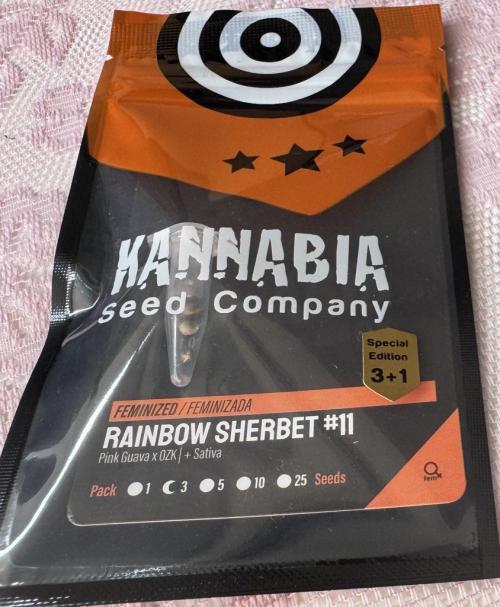 KANNABIA
Seed Company
Special
Edition
3+1
FEMINIZED / FEMINIZADA
RAINBOW SHERBET #11
Pink Guava x OZK | + Sativa
Pack 1 3 5 10 25 Seeds
fem